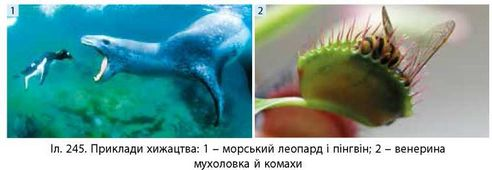 1
2
Іл. 245. Приклади хижацтва: 1 – морський леопард і пінгвін; 2 – венерина
мухоловка й комахи